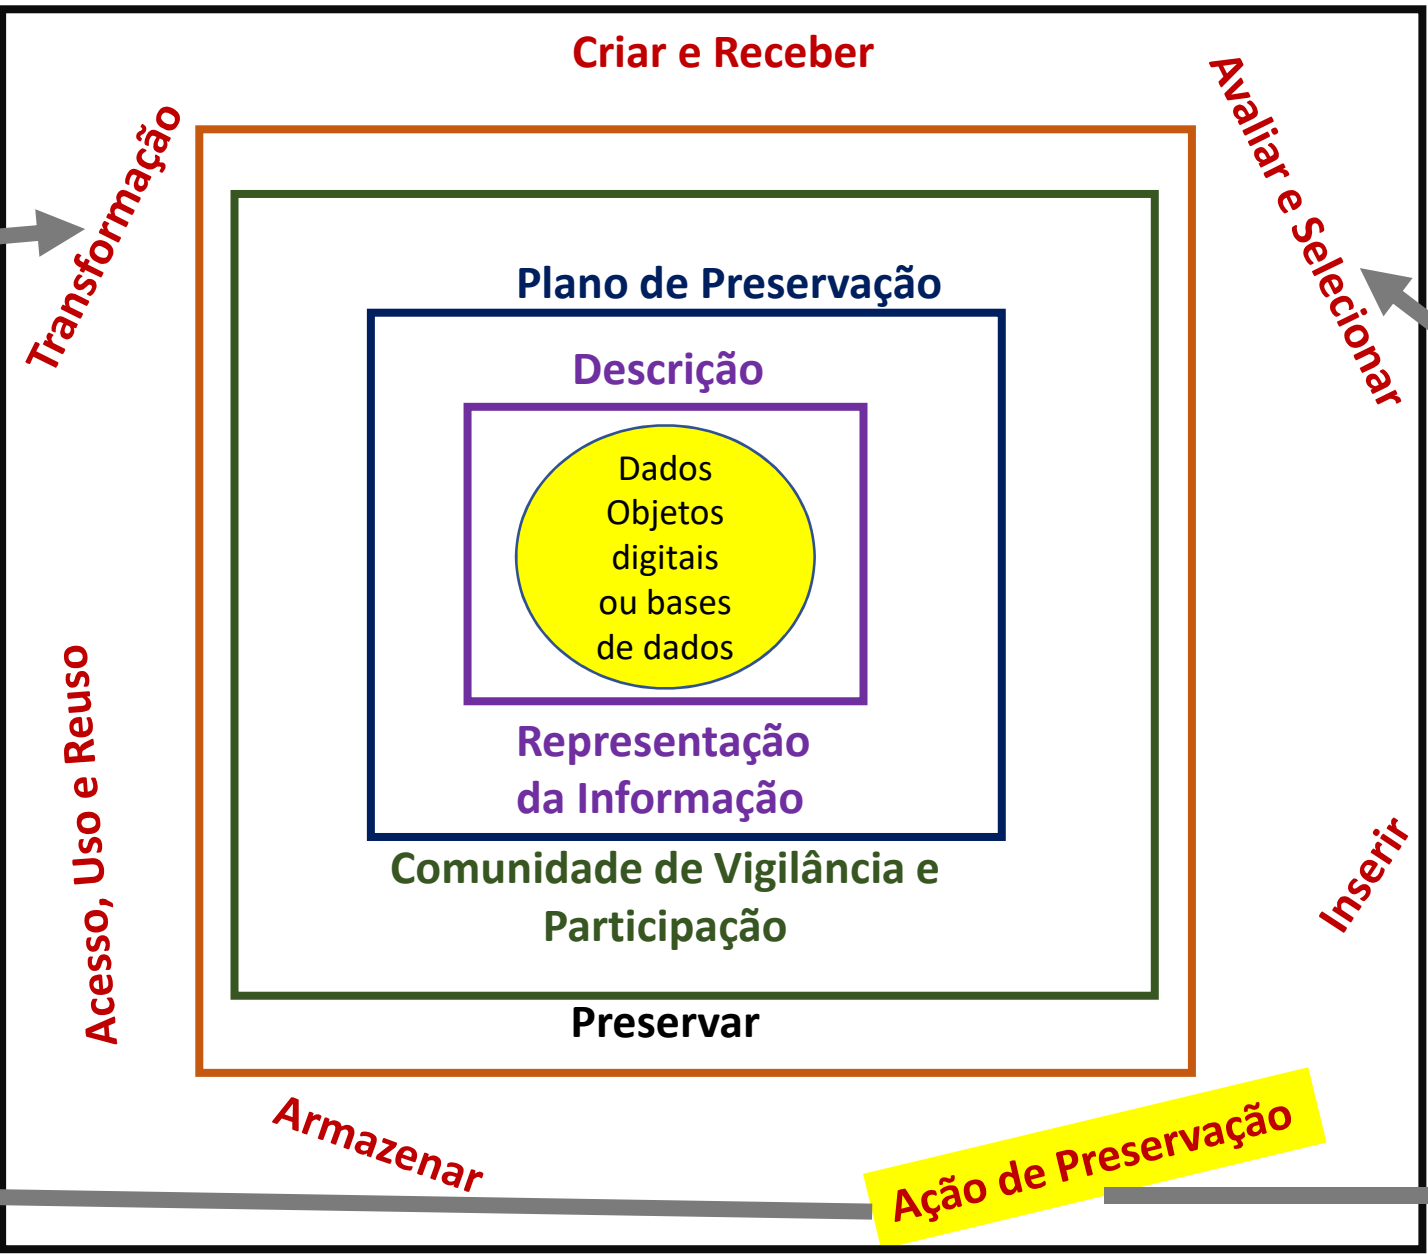 Criar e Receber
Avaliar e Selecionar
Transformação
Plano de Preservação
Descrição
Dados
Objetos
digitais
ou bases
de dados
Representação
da Informação
Comunidade de Vigilância e
Participação
Preservar
Acesso, Uso e Reuso
Inserir
Armazenar
Ação de Preservação